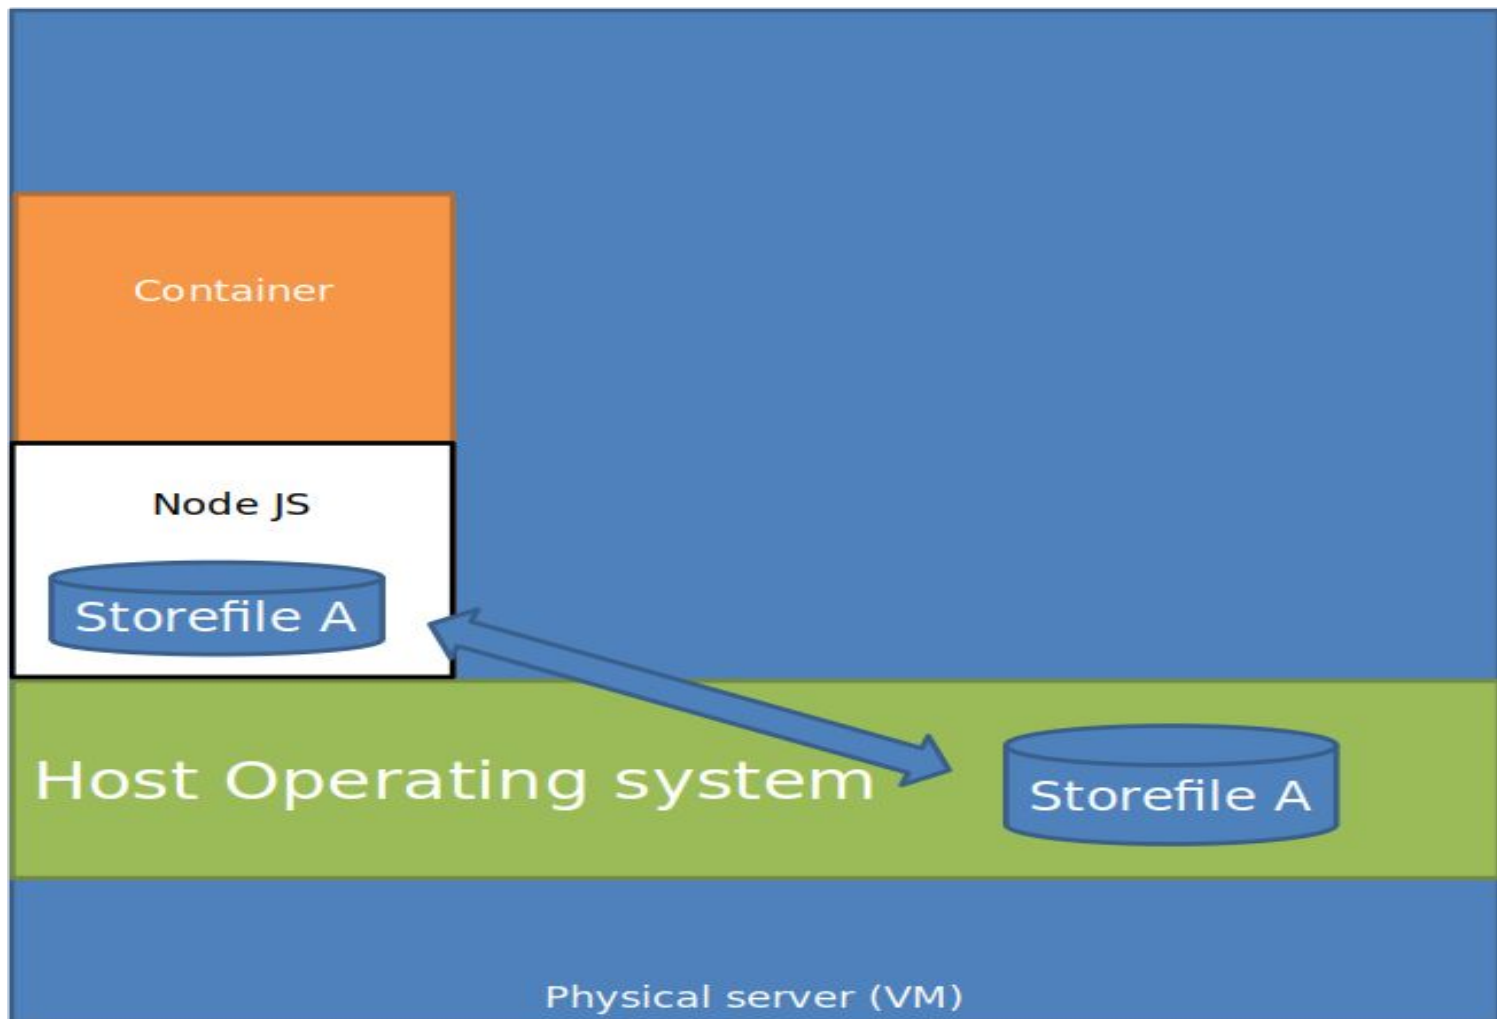 Container
Node JS
Storefile A
Host Operating system
Storefile A
Physical server (VM)